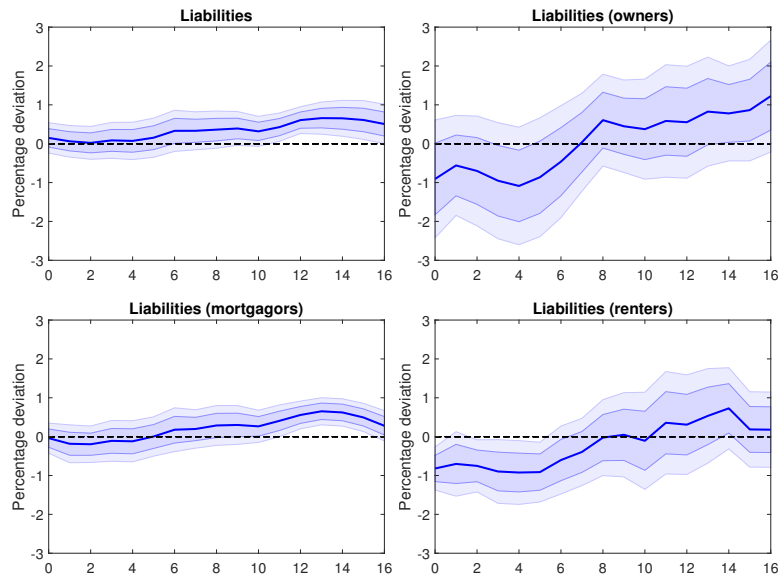 Liabilities
Percentage deviation
3
2
1
0
-1
-2
-3
0 2 4 6 8 10 12 14 16
Liabilities (owners)
Percentage deviation
3
2
1
0
-1
-2
-3
0 2 4 6 8 10 12 14 16
Liabilities (mortgagors)
Percentage deviation
3
2
1
0
-1
-2
-3
0 2 4 6 8 10 12 14 16
Liabilities (renters)
Percentage deviation
3
2
1
0
-1
-2
-3
0 2 4 6 8 10 12 14 16